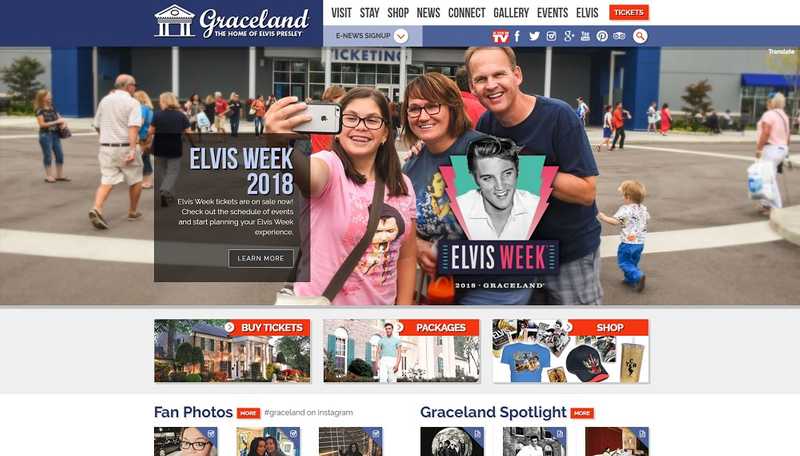 Graceland
THE HOME OF ELVIS PRESLEY
VISIT STAY SHOP NEWS CONNECT GALLERY EVENTS ELVIS TICKETS
E-NEWS SIGNUP
TV
Translate
TICKETING
ELVIS WEEK
2018
Elvis Week tickets are on sale now!
Check out the schedule of events
and start planning your Elvis Week
experience.
LEARN MORE
ELVIS WEEK
2018 · GRACELAND
BUY TICKETS
PACKAGES
SHOP
Fan Photos MORE #graceland on instagram
Graceland Spotlight MORE